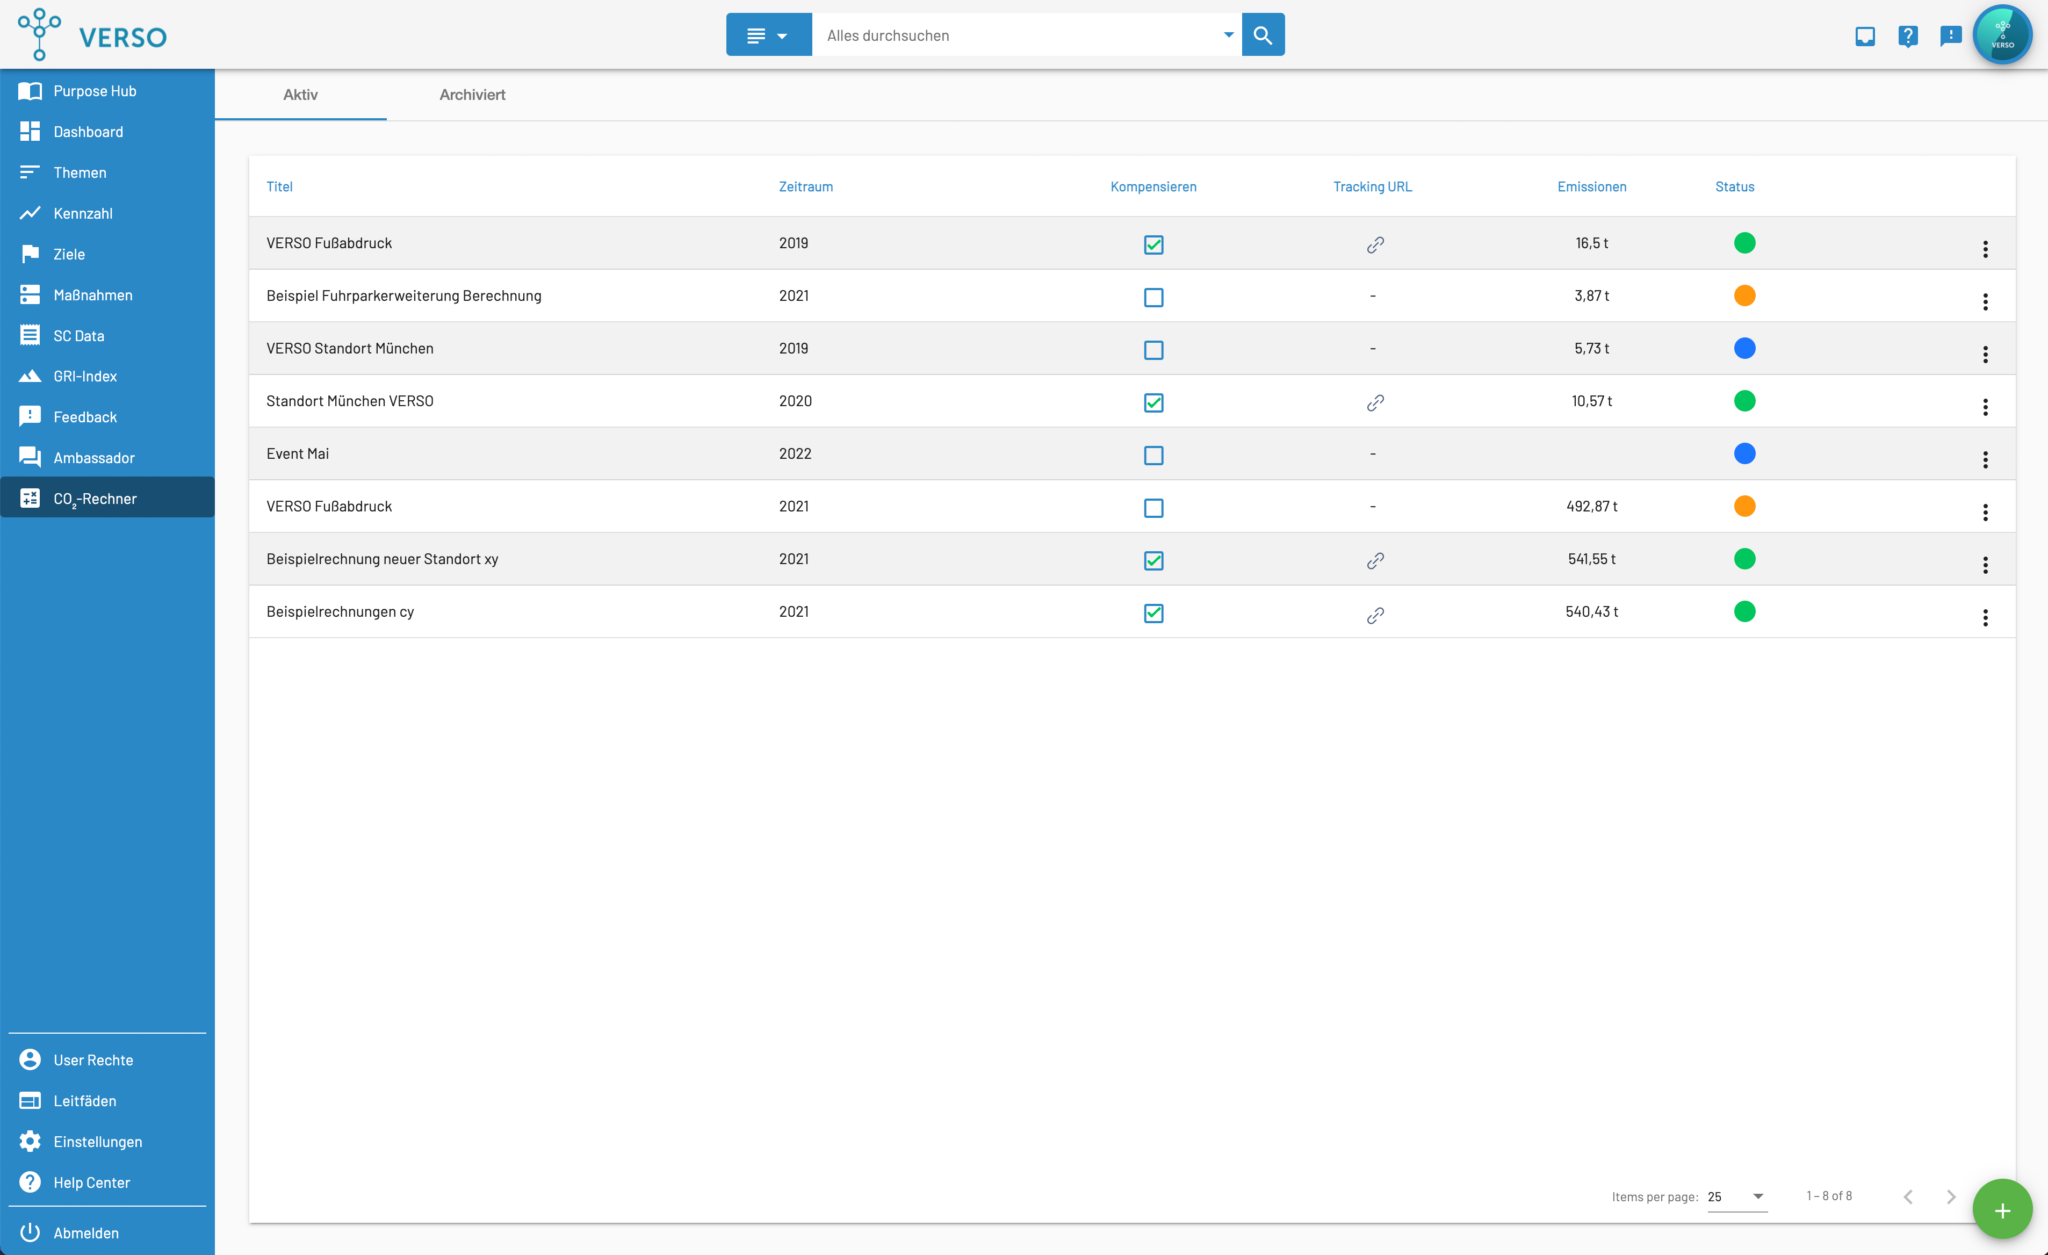 VERSO
Alles durchsuchen
VERSO
Purpose Hub
Dashboard
Themen
Kennzahl
Ziele
Maßnahmen
SC Data
GRI-Index
Feedback
Ambassador
CO₂-Rechner
User Rechte
Leitfäden
Einstellungen
Help Center
Abmelden
Aktiv Archiviert
Titel Zeitraum Kompensieren Tracking URL Emissionen Status
VERSO Fußabdruck 2019 16,5 t
Beispiel Fuhrparkerweiterung Berechnung 2021 - 3,87 t
VERSO Standort München 2019 - 5,73 t
Standort München VERSO 2020 10,57 t
Event Mai 2022 -
VERSO Fußabdruck 2021 - 492,87 t
Beispielrechnung neuer Standort xy 2021 541,55 t
Beispielrechnungen cy 2021 540,43 t
Items per page: 25 1 – 8 of 8